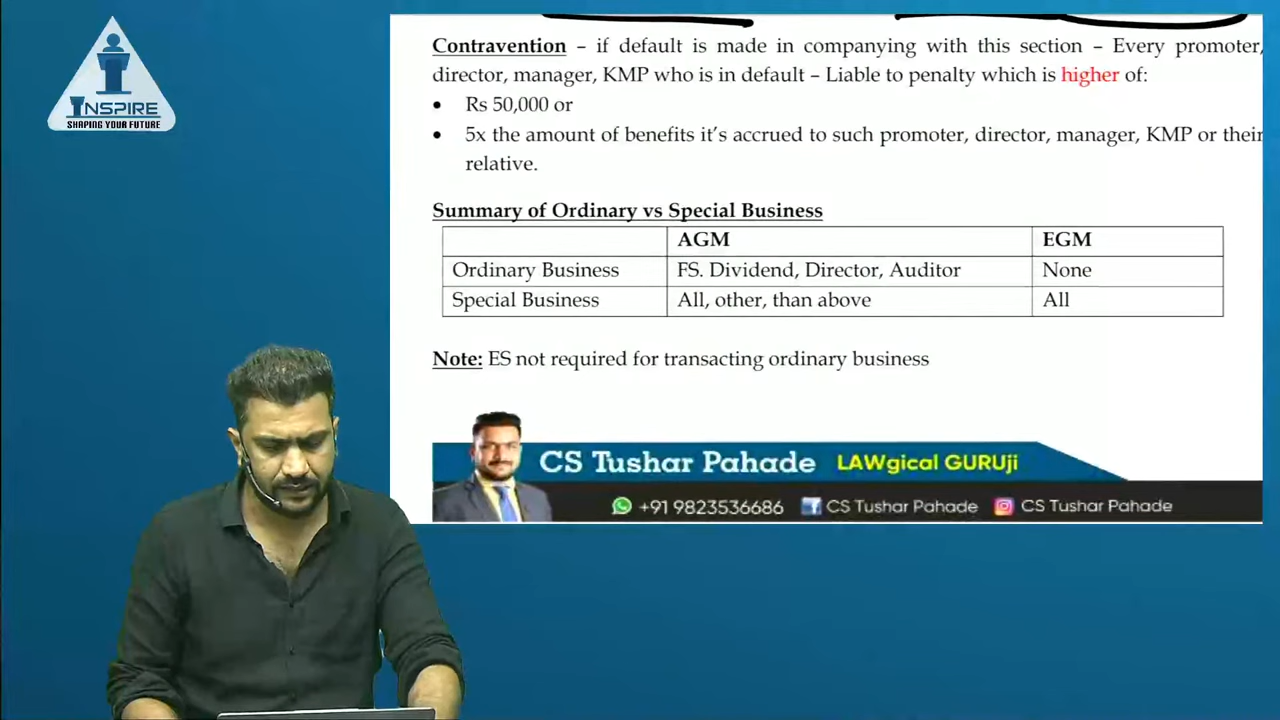 INSPIRE
SHAPING YOUR FUTURE
Contravention – if default is made in companying with this section – Every promoter,
director, manager, KMP who is in default – Liable to penalty which is higher of:
• Rs 50,000 or
• 5x the amount of benefits it's accrued to such promoter, director, manager, KMP or their
relative.
Summary of Ordinary vs Special Business
AGM EGM
Ordinary Business FS. Dividend, Director, Auditor None
Special Business All, other, than above All
Note: ES not required for transacting ordinary business
CS Tushar Pahade LAWgical GURUji
+91 9823536686 CS Tushar Pahade CS Tushar Pahade